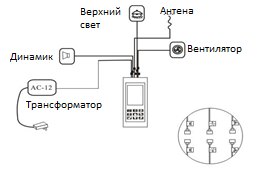 Верхний
свет
Антена
Динамик
Вентилятор
AC-12
Трансформатор